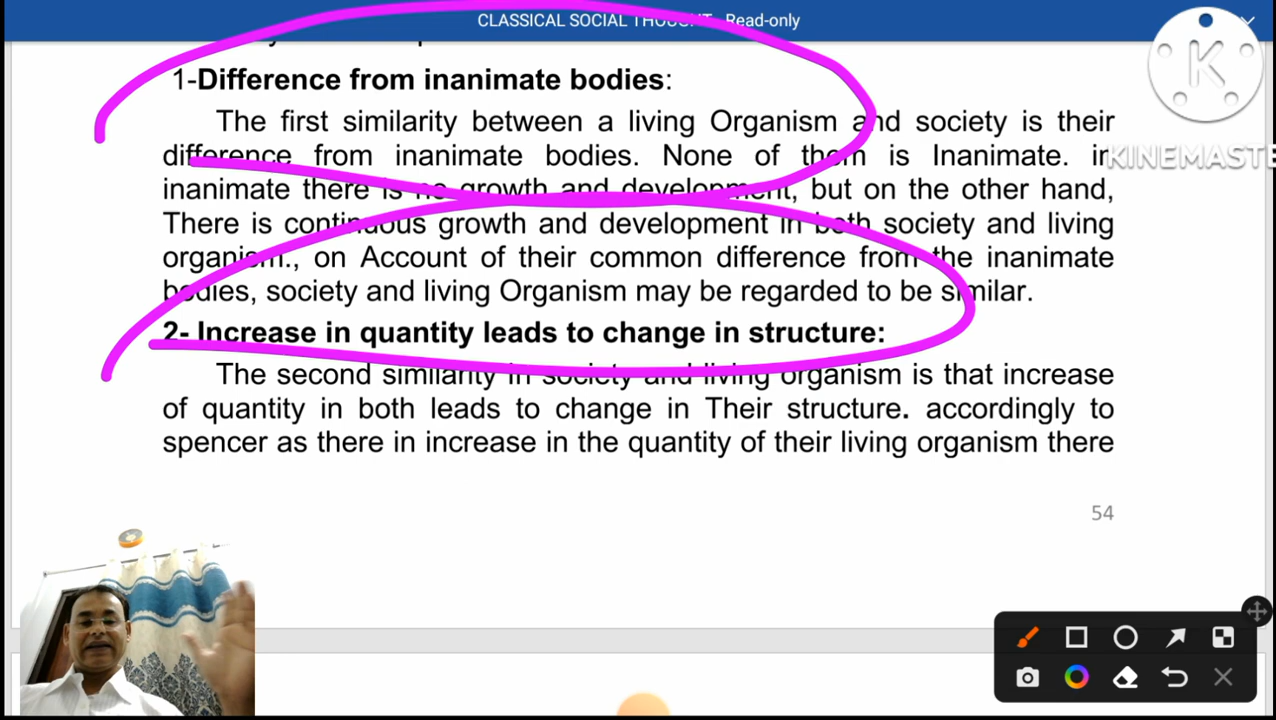 CLASSICAL SOCIAL THOUGHT - Read-only
K
KINEMASTE
1-Difference from inanimate bodies:
The first similarity between a living Organism and society is their
difference from inanimate bodies. None of them is Inanimate. in
inanimate there is no growth and development, but on the other hand,
There is continuous growth and development in both society and living
organism., on Account of their common difference from the inanimate
bodies, society and living Organism may be regarded to be similar.
2- Increase in quantity leads to change in structure:
The second similarity in society and living organism is that increase
of quantity in both leads to change in Their structure. accordingly to
spencer as there in increase in the quantity of their living organism there
54